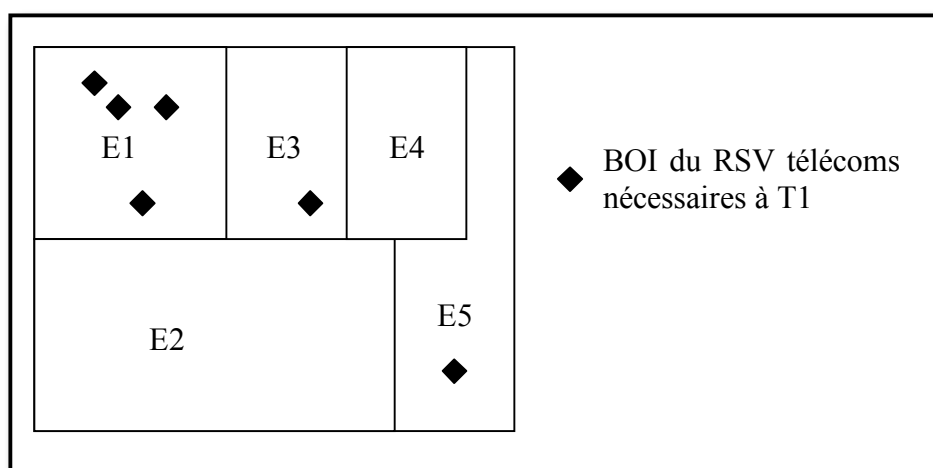 E1
E3
E4
E2
E5
BOI du RSV télécoms
nécessaires à T1